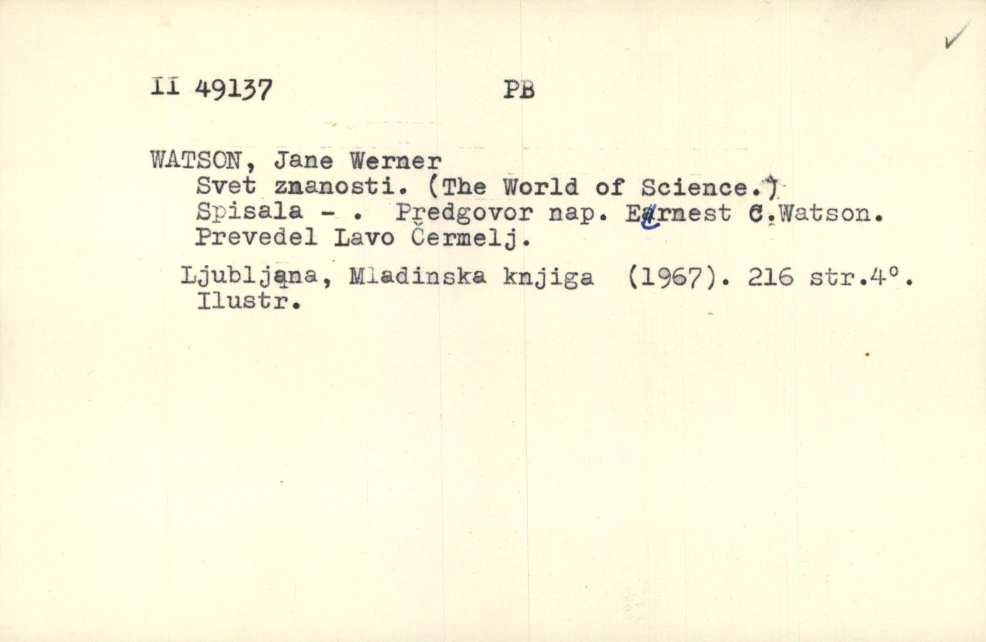 II 49137 PB
WATSON, Jane Werner
Svet znanosti. (The World of Science.)
Spisala - . Predgovor nap. Earnest C.Watson.
Prevedel Lavo Čermelj.
Ljubljana, Mladinska knjiga (1967). 216 str.4°.
Ilustr.